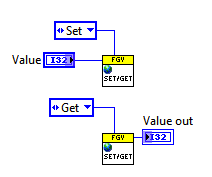 Set
Value
I32
FGV
SET/GET
Get
Value out
FGV
I32
SET/GET